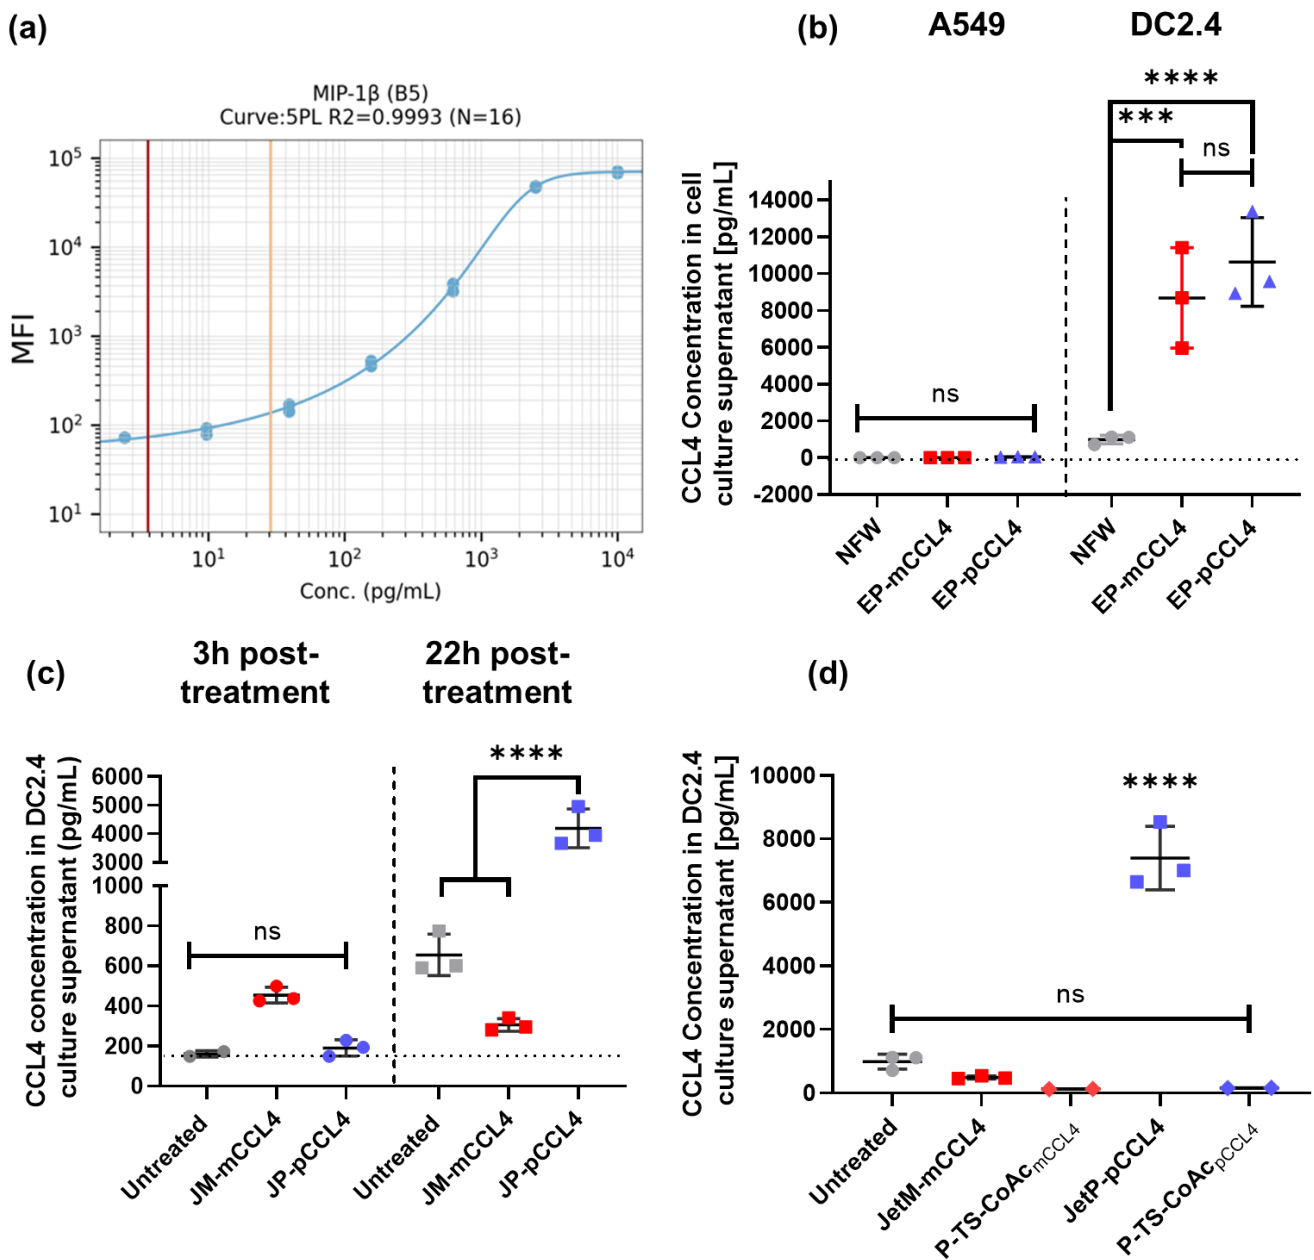 (a)
MIP-1β (B5)
Curve:5PL R2=0.9993 (N=16)
MFI
10⁵
10⁴
10³
10²
10¹
10¹ 10² 10³ 10⁴
Conc. (pg/mL)
(b)
A549 DC2.4
****
***
ns
ns
CCL4 Concentration in cell
culture supernatant [pg/mL]
14000
12000
10000
8000
6000
4000
2000
0
-2000
NFW
EP-mCCL4
EP-pCCL4
NFW
EP-mCCL4
EP-pCCL4
(c)
3h post-
treatment
22h post-
treatment
****
ns
CCL4 concentration in DC2.4
culture supernatant (pg/mL)
6000
5000
4000
3000
1000
800
600
400
200
0
Untreated
JM-mCCL4
JP-pCCL4
Untreated
JM-mCCL4
JP-pCCL4
(d)
****
ns
CCL4 Concentration in DC2.4
culture supernatant [pg/mL]
10000
8000
6000
4000
2000
0
Untreated
JetM-mCCL4
P-TS-CoAcmCCL4
JetP-pCCL4
P-TS-CoAcpCCL4